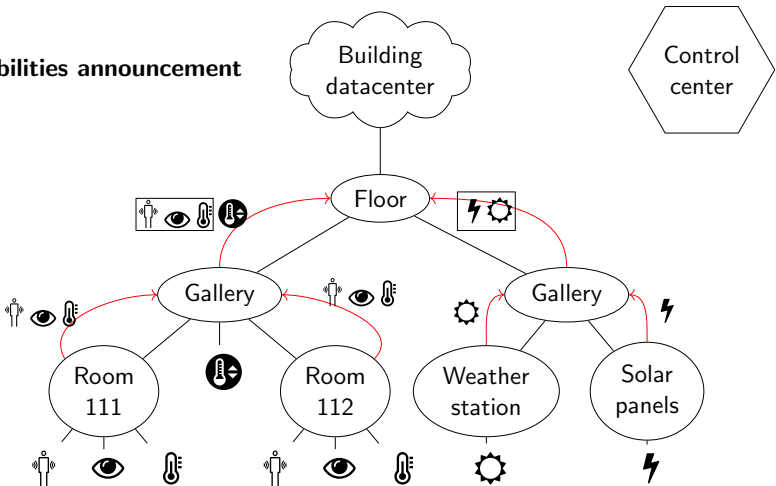 bilities announcement
Building
datacenter
Control
center
Floor
Gallery
Gallery
Room
111
Room
112
Weather
station
Solar
panels